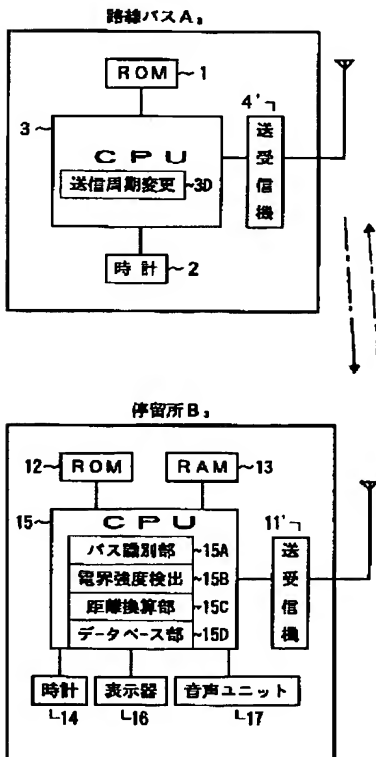 路線バスA₃
ROM ~1
3~
4'
CPU
送信周期変更 ~3D
送受信機
時計 ~2
停留所B₃
12~ ROM
RAM ~13
15~
CPU
11'
バス識別部 ~15A
電界強度検出 ~15B
距離換算部 ~15C
データベース部 ~15D
送受信機
時計
表示器
音声ユニット
14
16
17